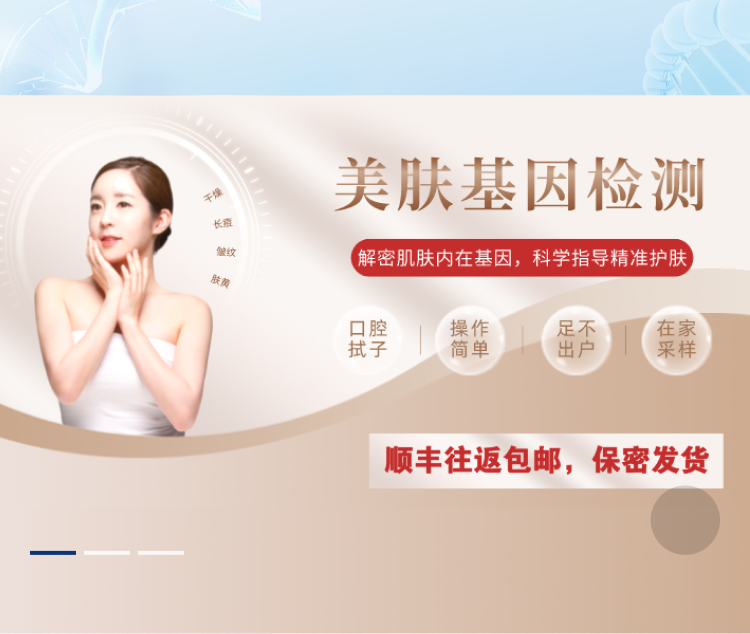 美肤基因检测
解密肌肤内在基因，科学指导精准护肤
干燥
长痘
皱纹
肤黄
口腔
拭子
操作
简单
足不
出户
在家
采样
顺丰往返包邮，保密发货